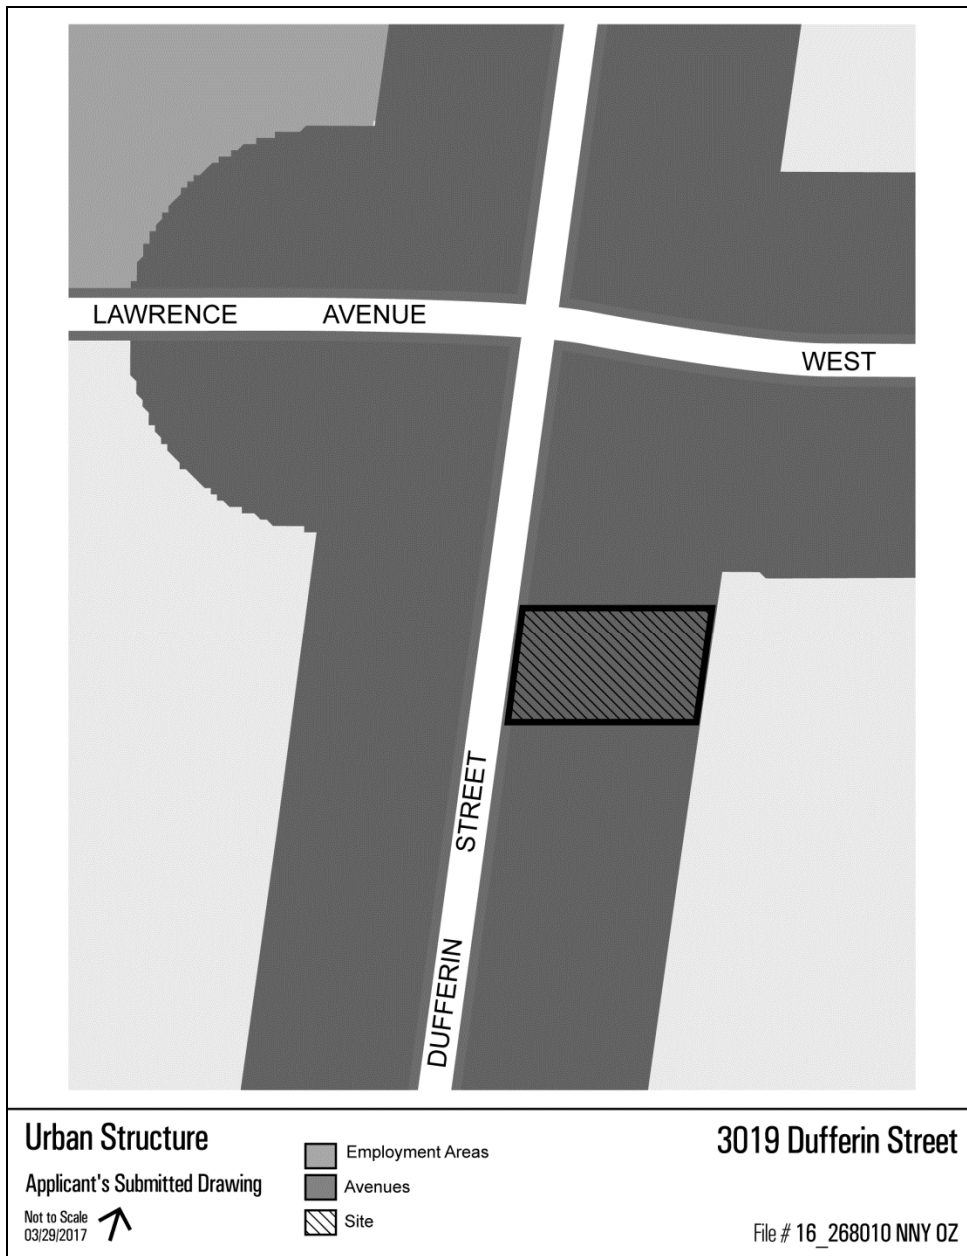 LAWRENCE AVENUE
WEST
DUFFERIN STREET
Urban Structure
Applicant's Submitted Drawing
Not to Scale
03/29/2017
Employment Areas
Avenues
Site
3019 Dufferin Street
File # 16_268010 NNY OZ